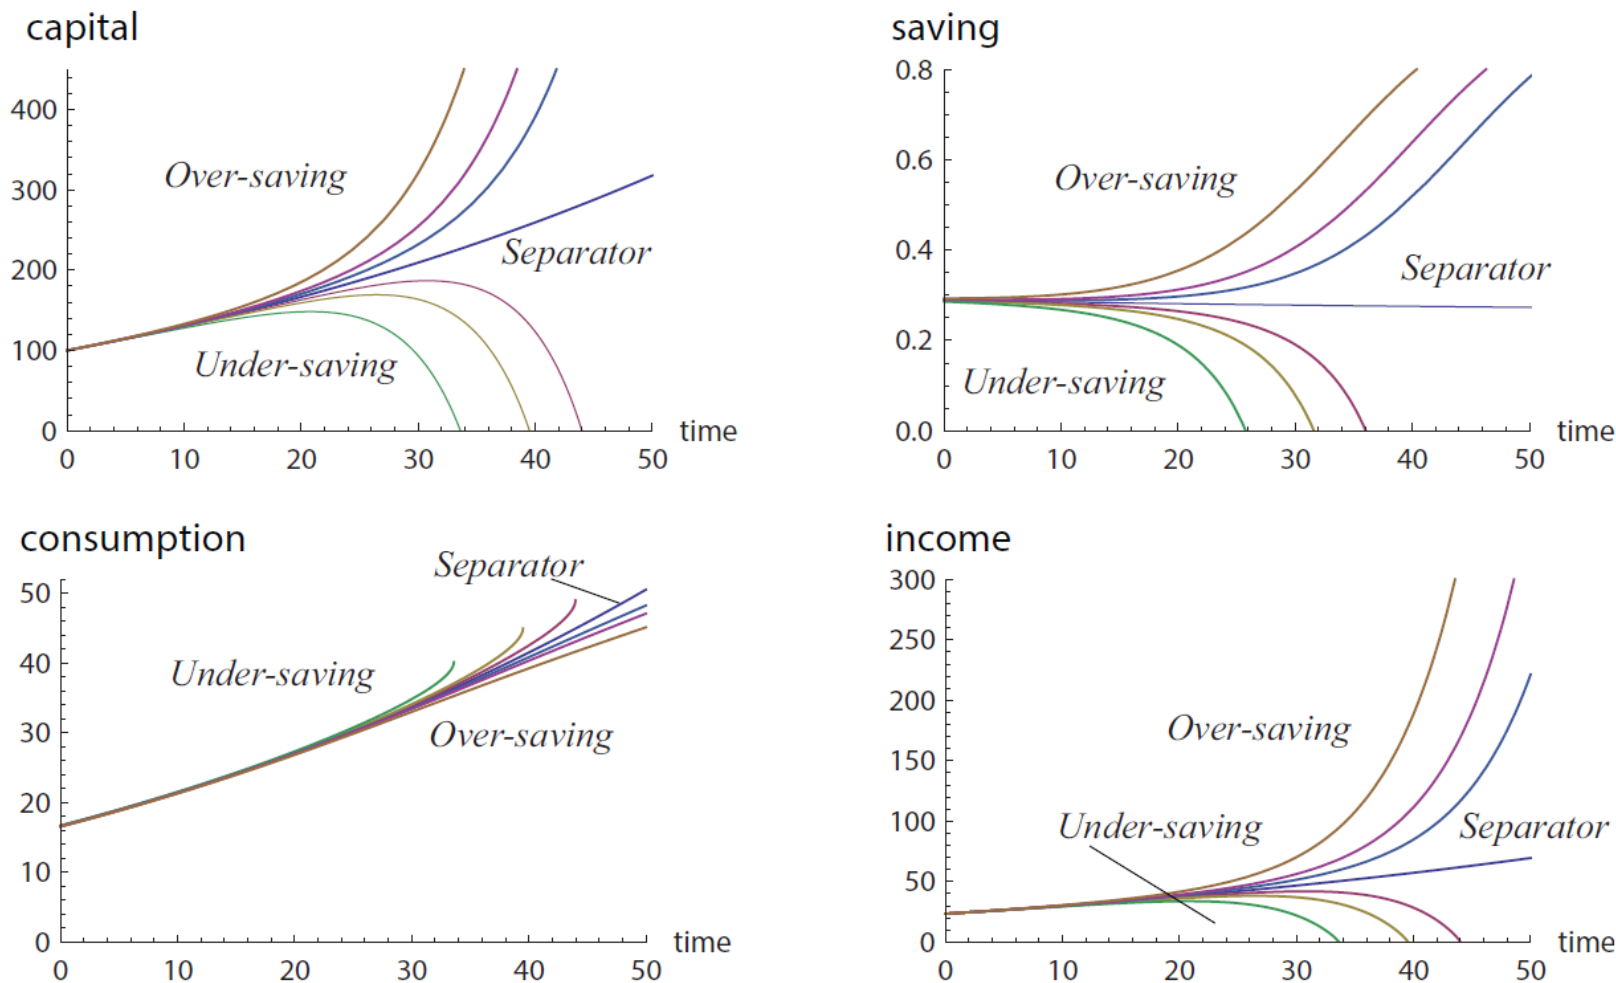 capital
400
300
200
100
0
Over-saving
Separator
Under-saving
time
0 10 20 30 40 50
saving
0.8
0.6
0.4
0.2
0.0
Over-saving
Separator
Under-saving
time
0 10 20 30 40 50
consumption
50
40
30
20
10
0
Separator
Under-saving
Over-saving
time
0 10 20 30 40 50
income
300
250
200
150
100
50
0
Over-saving
Under-saving
Separator
time
0 10 20 30 40 50